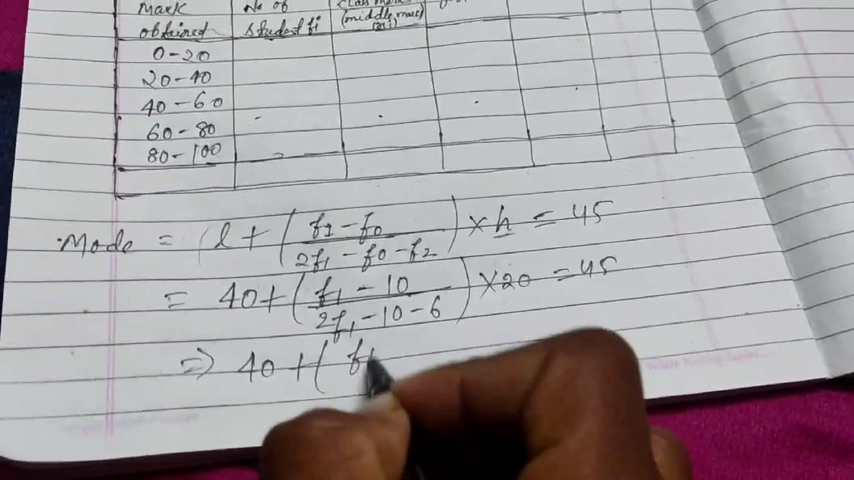 Mark No of Class mark
obtained student fi (middle mark) (xi)
0-20
20-40
40-60
60-80
80-100
Mode = l + (f1-f0 / 2f1-f0-f2) × h = 45
= 40+ (f1-10 / 2f1-10-6) ×20 =45
⇒ 40+( f1